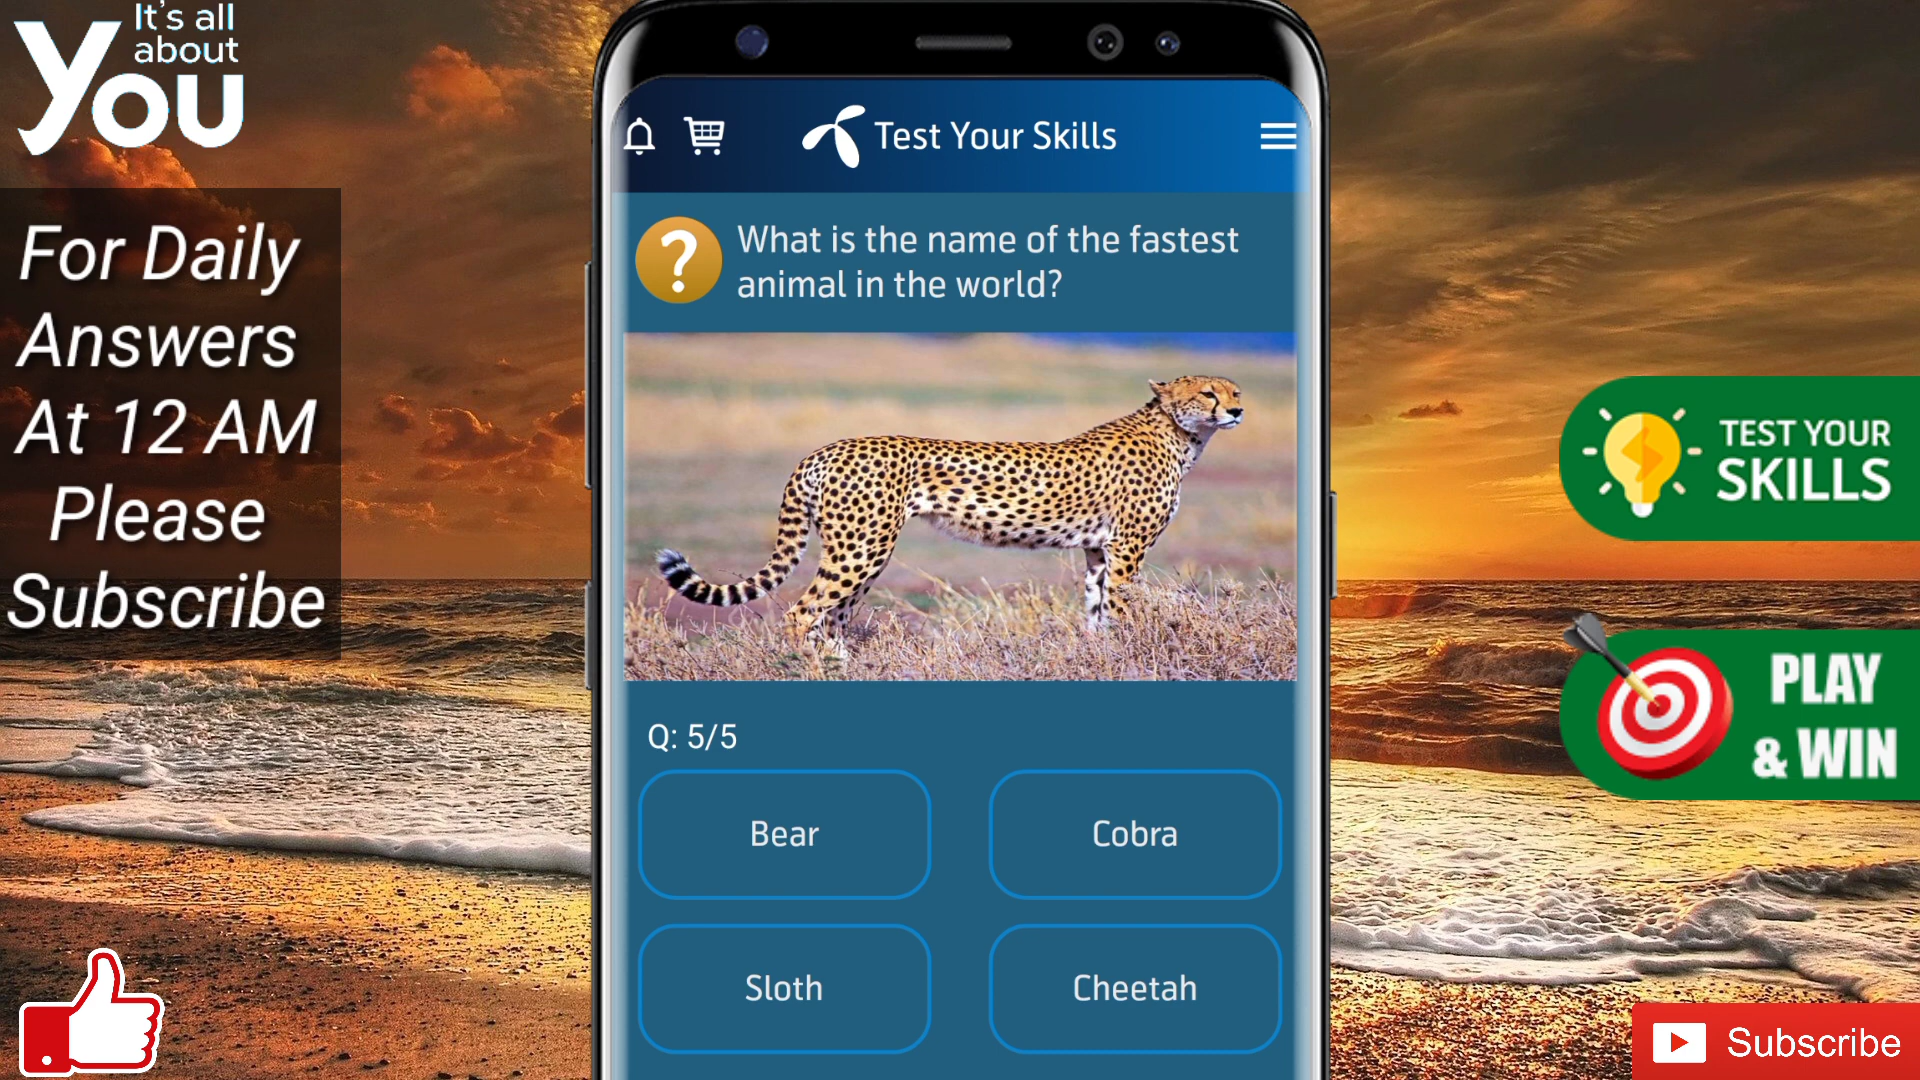 It's all
about
You
For Daily
Answers
At 12 AM
Please
Subscribe
Test Your Skills
?
What is the name of the fastest
animal in the world?
Q: 5/5
Bear
Cobra
Sloth
Cheetah
TEST YOUR
SKILLS
PLAY
& WIN
Subscribe